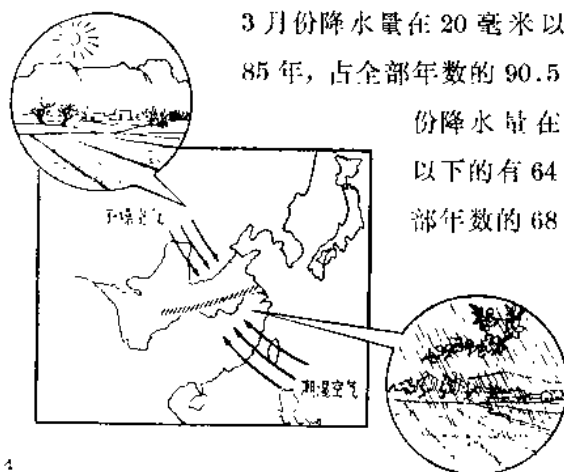 3月份降水量在20毫米以
85年，占全部年数的90.5
份降水量在
以下的有64
部年数的68
干燥空气
潮湿空气
4